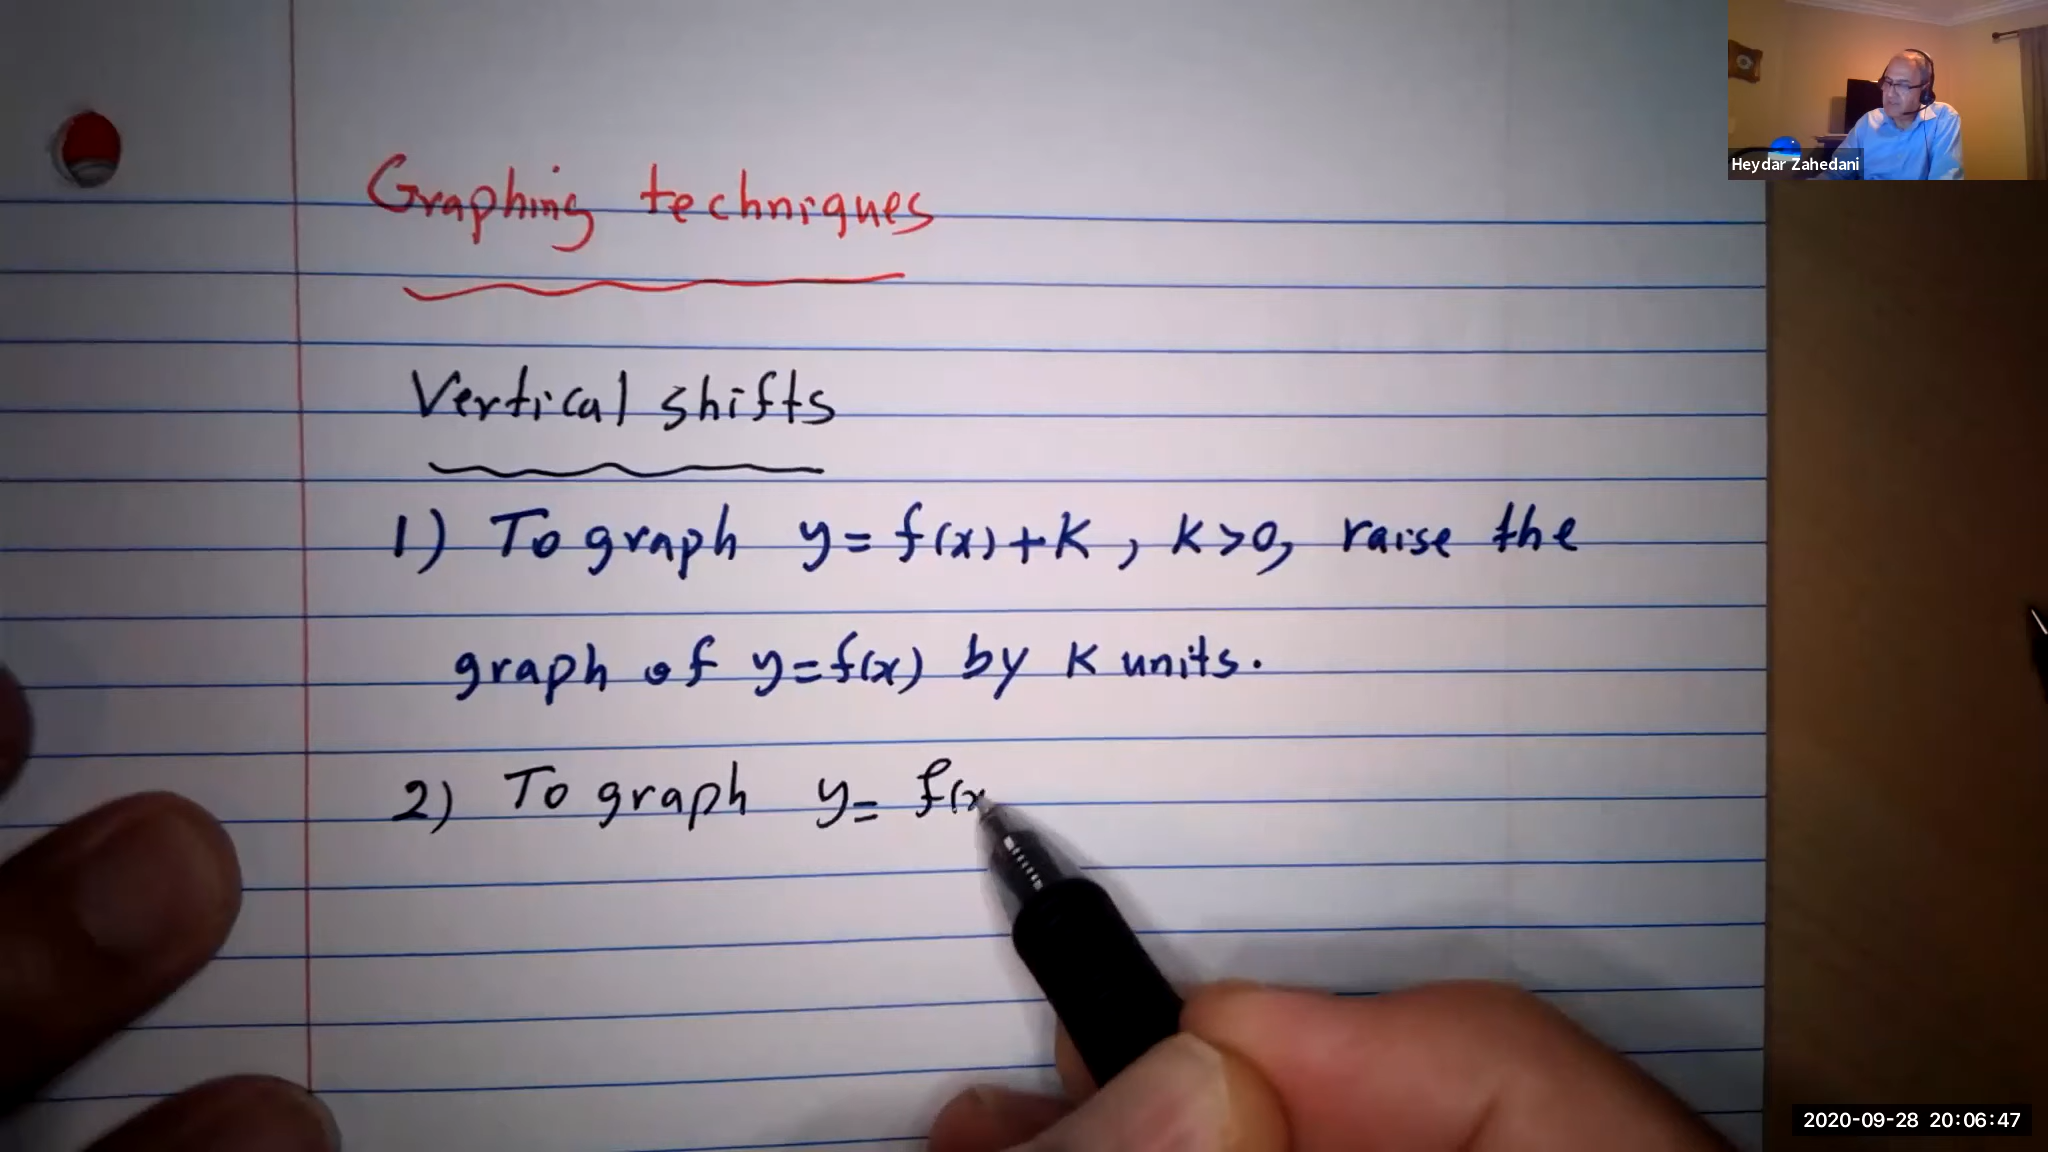 Heydar Zahedani
Graphing techniques
Vertical shifts
1) To graph y = f(x) + K , K > 0, raise the
graph of y = f(x) by K units.
2) To graph y = f(x
2020-09-28 20:06:47